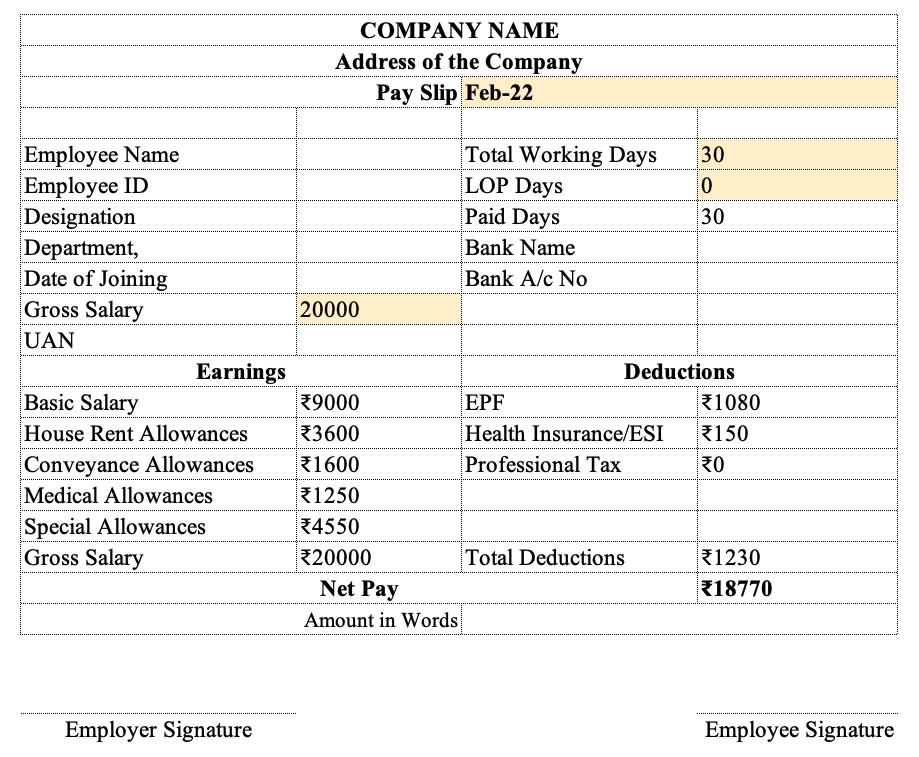 COMPANY NAME
Address of the Company
Pay Slip Feb-22
Employee Name Total Working Days 30
Employee ID LOP Days 0
Designation Paid Days 30
Department, Bank Name
Date of Joining Bank A/c No
Gross Salary 20000
UAN
Earnings Deductions
Basic Salary ₹9000 EPF ₹1080
House Rent Allowances ₹3600 Health Insurance/ESI ₹150
Conveyance Allowances ₹1600 Professional Tax ₹0
Medical Allowances ₹1250
Special Allowances ₹4550
Gross Salary ₹20000 Total Deductions ₹1230
Net Pay ₹18770
Amount in Words
Employer Signature Employee Signature